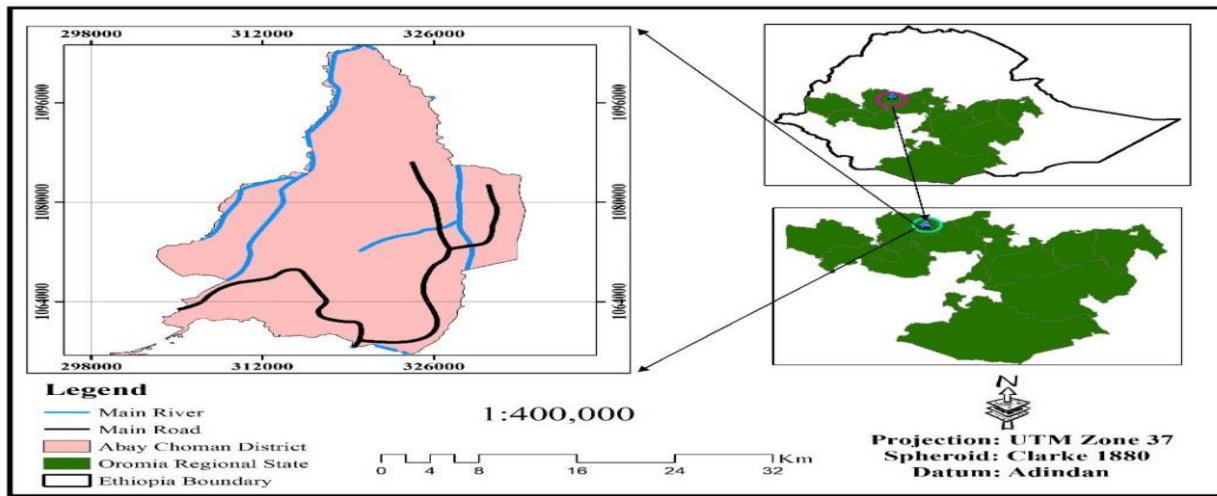 298000 312000 326000
1096000 1096000
1080000 1080000
1064000 1064000
298000 312000 326000
Legend
Main River
Main Road
Abay Choman District
Oromia Regional State
Ethiopia Boundary
1:400,000
0 2 4 8 16 24 32 Km
N
Projection: UTM Zone 37
Spheroid: Clarke 1880
Datum: Adindan